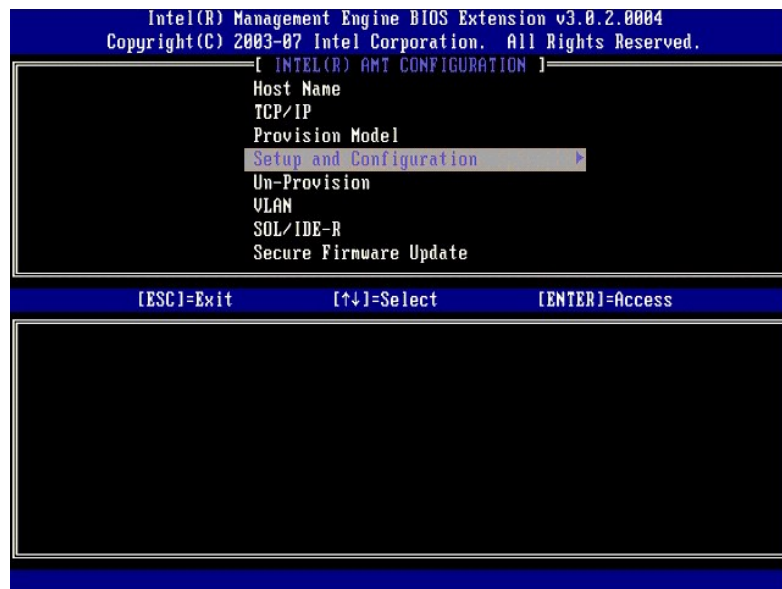 Intel(R) Management Engine BIOS Extension v3.0.2.0004
Copyright(C) 2003-07 Intel Corporation. All Rights Reserved.
[ INTEL(R) AMT CONFIGURATION ]
Host Name
TCP/IP
Provision Model
Setup and Configuration ►
Un-Provision
VLAN
SOL/IDE-R
Secure Firmware Update
[ESC]=Exit [↑↓]=Select [ENTER]=Access